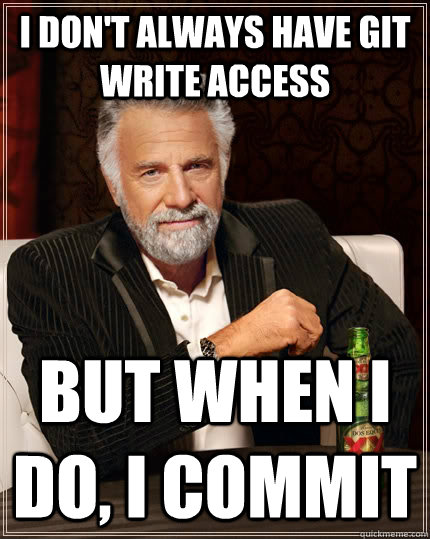 I DON'T ALWAYS HAVE GIT
WRITE ACCESS
DOS EQUIS
BUT WHEN I
DO, I COMMIT
quickmeme.com